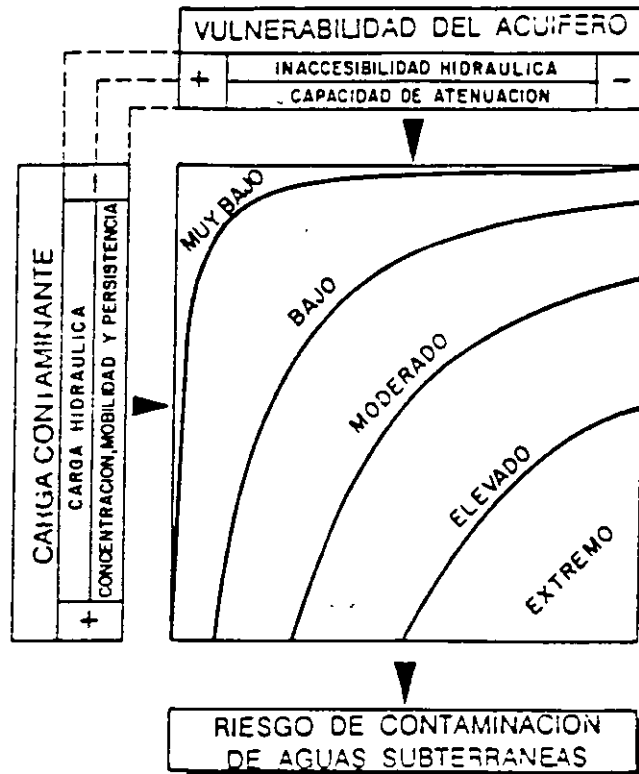 VULNERABILIDAD DEL ACUIFERO
+
INACCESIBILIDAD HIDRAULICA
CAPACIDAD DE ATENUACION
-
CARGA CONTAMINANTE
CARGA HIDRAULICA
CONCENTRACION, MOBILIDAD Y PERSISTENCIA
+
MUY BAJO
BAJO
MODERADO
ELEVADO
EXTREMO
RIESGO DE CONTAMINACION
DE AGUAS SUBTERRANEAS